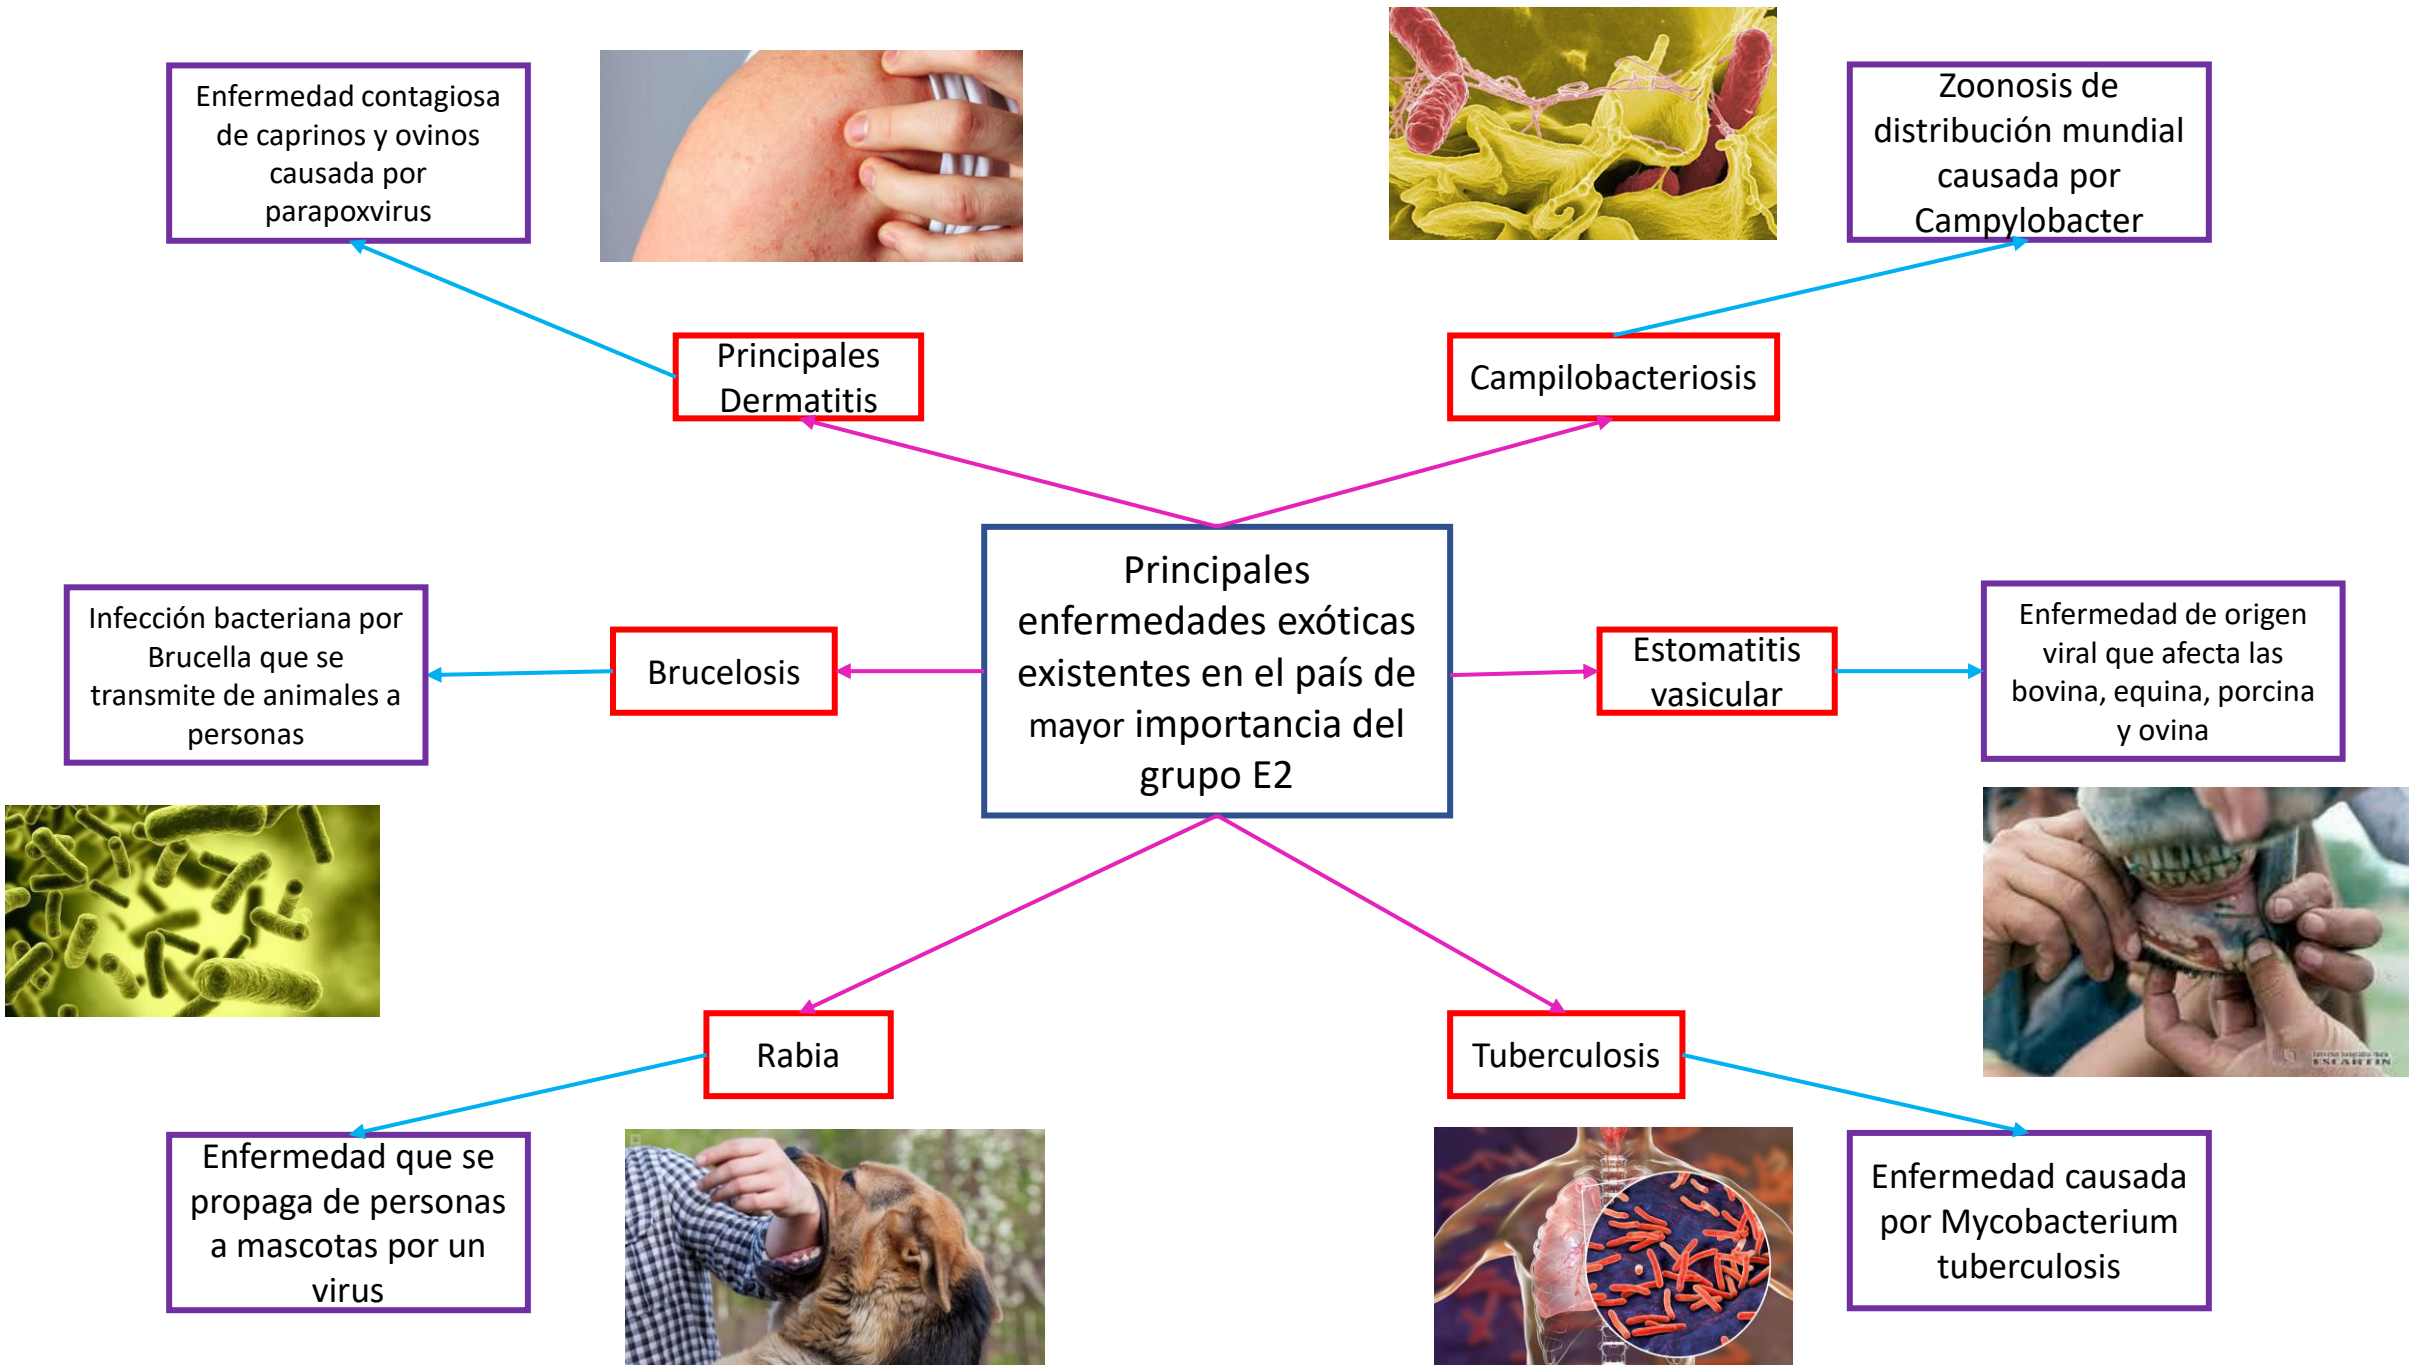 Enfermedad contagiosa
de caprinos y ovinos
causada por
parapoxvirus
Zoonosis de
distribución mundial
causada por
Campylobacter
Principales
Dermatitis
Campilobacteriosis
Principales
enfermedades exóticas
existentes en el país de
mayor importancia del
grupo E2
Infección bacteriana por
Brucella que se
transmite de animales a
personas
Brucelosis
Estomatitis
vasicular
Enfermedad de origen
viral que afecta las
bovina, equina, porcina
y ovina
Rabia
Tuberculosis
ESCARTIN
Enfermedad que se
propaga de personas
a mascotas por un
virus
Enfermedad causada
por Mycobacterium
tuberculosis